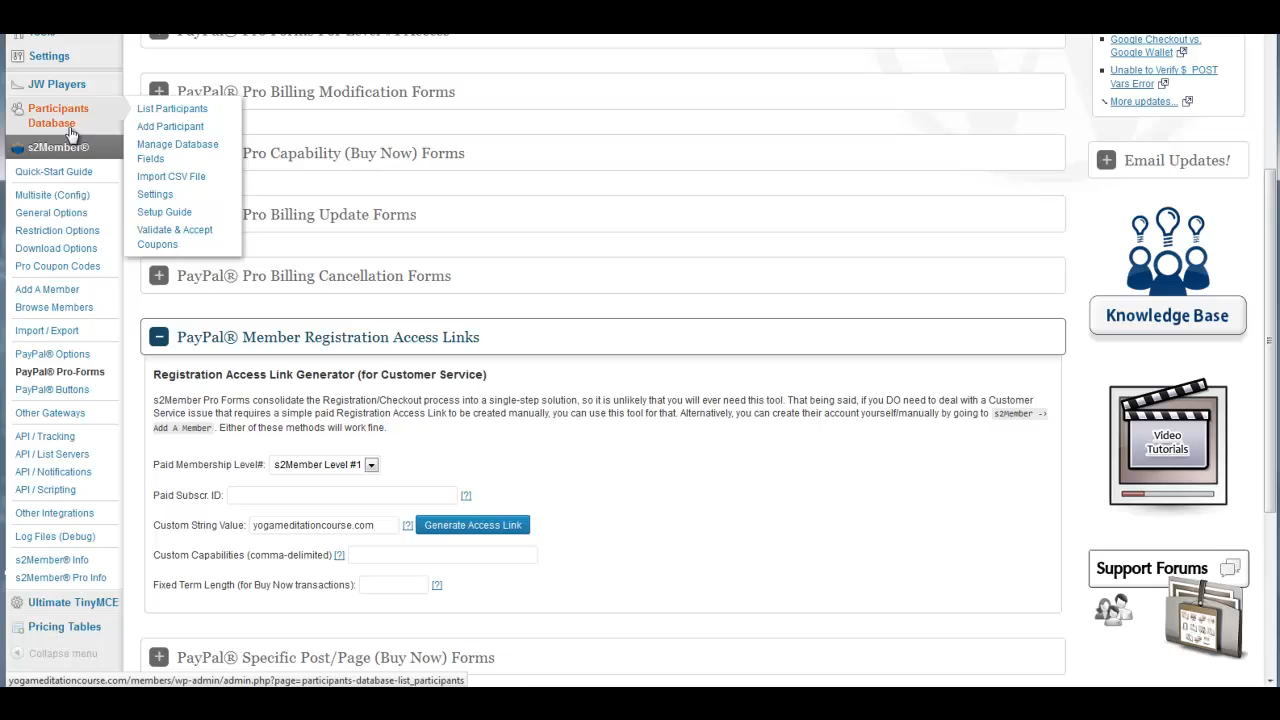 Tools
PayPal® Pro Forms For Level #4 Access
Settings
JW Players
Participants
Database
s2Member®
Quick-Start Guide
Multisite (Config)
General Options
Restriction Options
Download Options
Pro Coupon Codes
Add A Member
Browse Members
Import / Export
PayPal® Options
PayPal® Pro-Forms
PayPal® Buttons
Other Gateways
API / Tracking
API / List Servers
API / Notifications
API / Scripting
Other Integrations
Log Files (Debug)
s2Member® Info
s2Member® Pro Info
Ultimate TinyMCE
Pricing Tables
Collapse menu
List Participants
Add Participant
Manage Database
Fields
Import CSV File
Settings
Setup Guide
Validate & Accept
Coupons
PayPal® Pro Billing Modification Forms
Pro Capability (Buy Now) Forms
Pro Billing Update Forms
PayPal® Pro Billing Cancellation Forms
PayPal® Member Registration Access Links
Registration Access Link Generator (for Customer Service)
s2Member Pro Forms consolidate the Registration/Checkout process into a single-step solution, so it is unlikely that you will ever need this tool. That being said, if you DO need to deal with a Customer
Service issue that requires a simple paid Registration Access Link to be created manually, you can use this tool for that. Alternatively, you can create their account yourself/manually by going to s2Member ->
Add A Member. Either of these methods will work fine.
Paid Membership Level#: s2Member Level #1
Paid Subscr. ID: [?]
Custom String Value: yogameditationcourse.com [?] Generate Access Link
Custom Capabilities (comma-delimited) [?]
Fixed Term Length (for Buy Now transactions): [?]
PayPal® Specific Post/Page (Buy Now) Forms
Google Checkout vs.
Google Wallet
Unable to Verify $_POST
Vars Error
More updates...
Email Updates!
Knowledge Base
Video
Tutorials
Support Forums
yogameditationcourse.com/members/wp-admin/admin.php?page=participants-database-list_participants